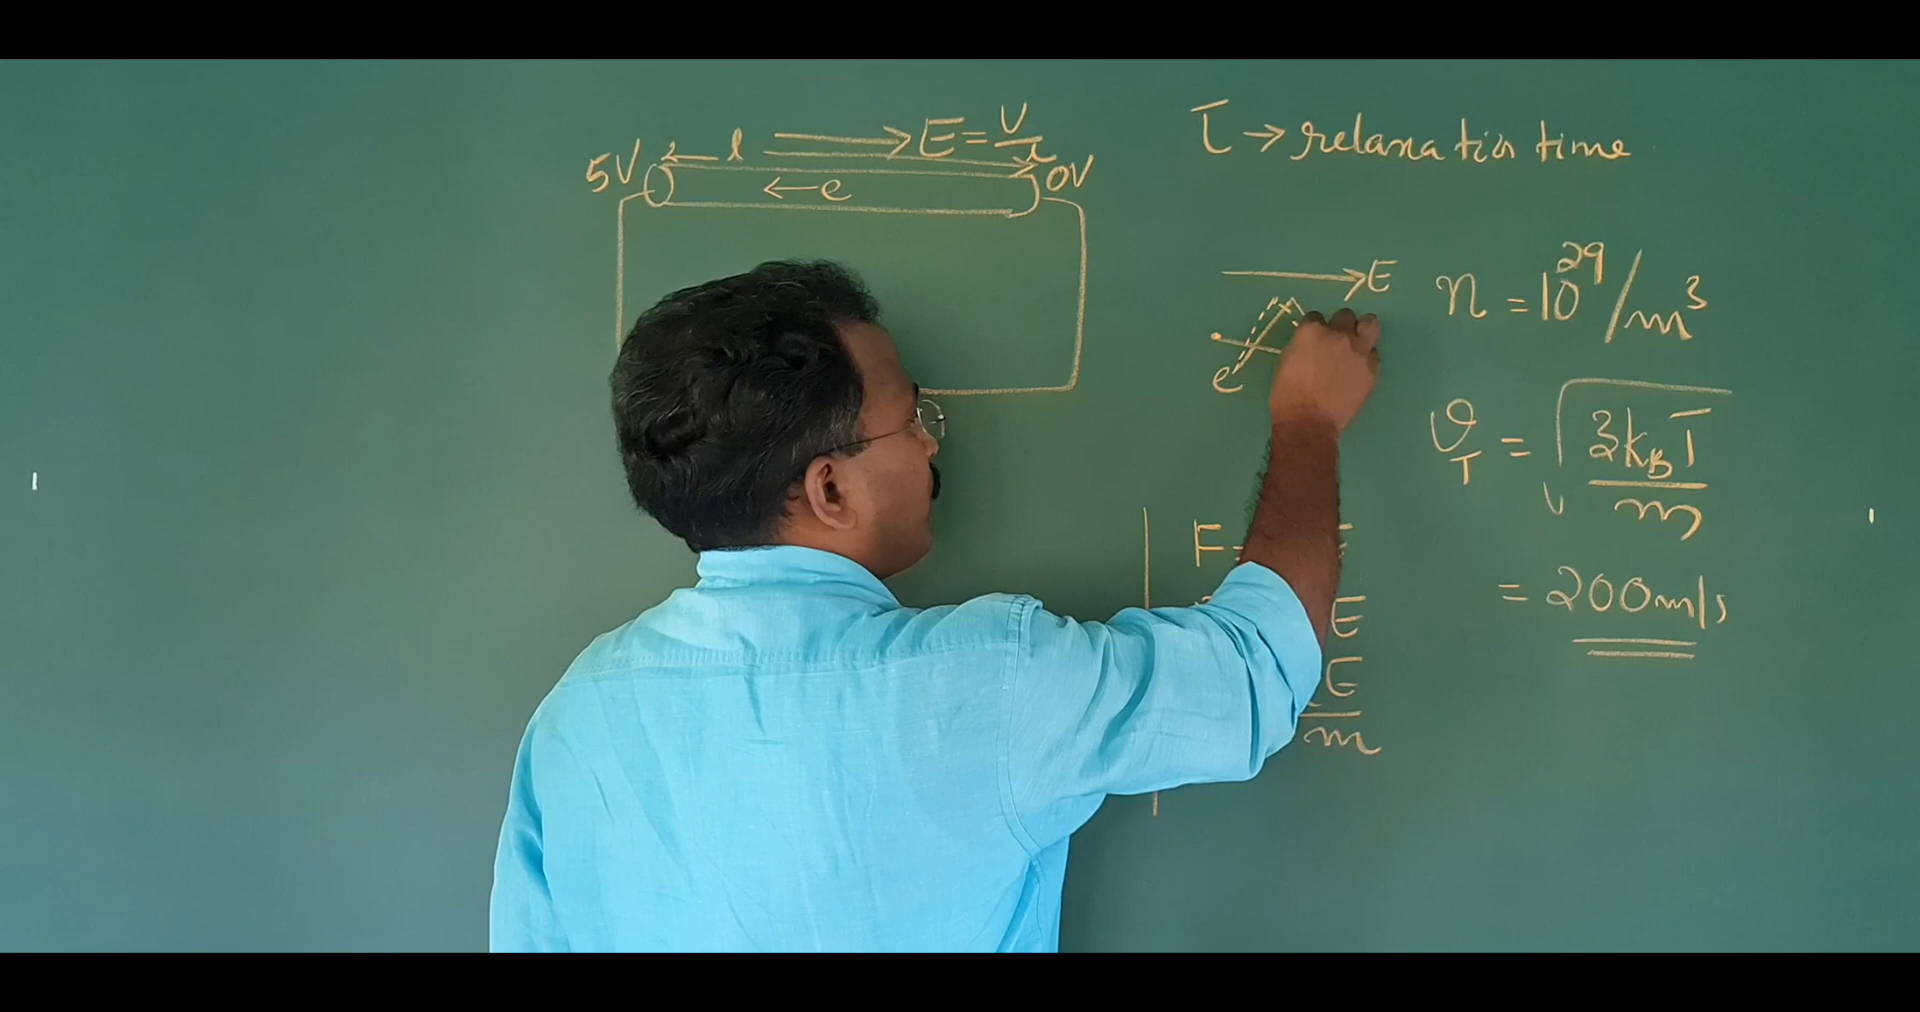 l → E = V/l
5V ← e 0V
τ → relaxation time
→ E
e
n = 10²⁹/m³
v_T = √(3k_BT/m)
= 200m/s
F
E
E
m